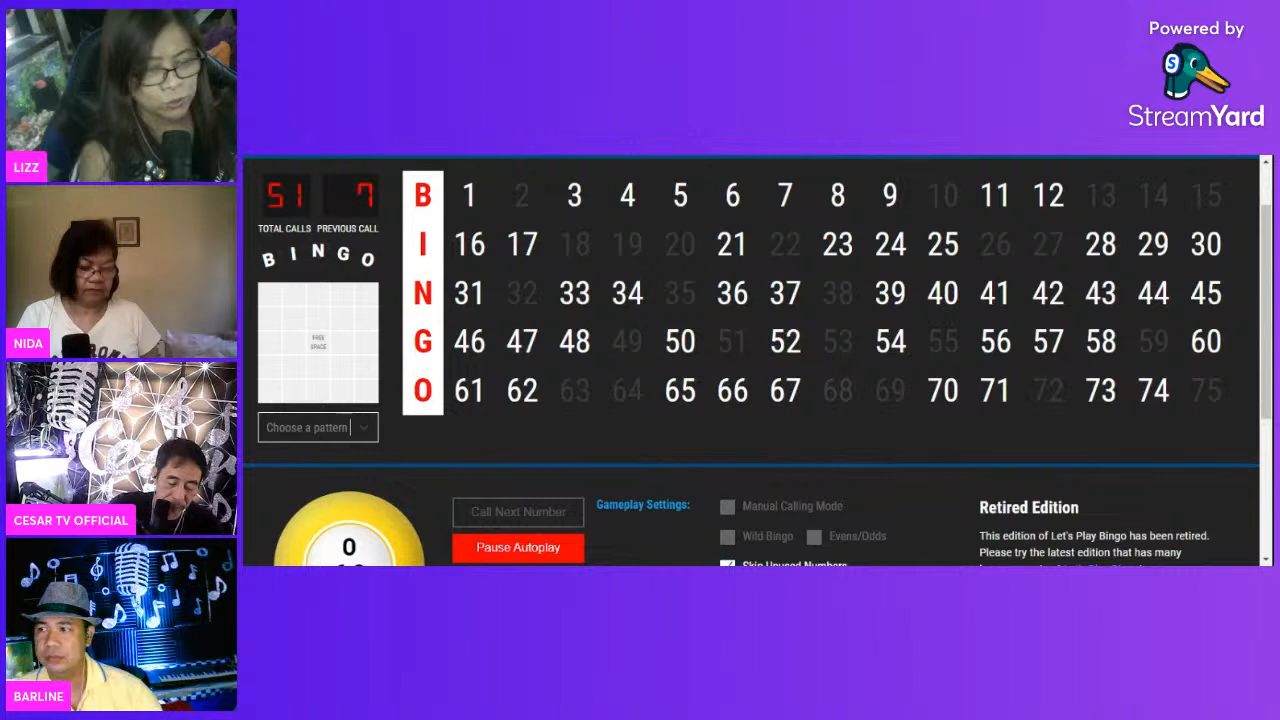 Powered by
S
StreamYard
LIZZ
NIDA
CESAR TV OFFICIAL
BARLINE
51 7
TOTAL CALLS PREVIOUS CALL
B I N G O
FREE
SPACE
Choose a pattern
B 1 2 3 4 5 6 7 8 9 10 11 12 13 14 15
I 16 17 18 19 20 21 22 23 24 25 26 27 28 29 30
N 31 32 33 34 35 36 37 38 39 40 41 42 43 44 45
G 46 47 48 49 50 51 52 53 54 55 56 57 58 59 60
O 61 62 63 64 65 66 67 68 69 70 71 72 73 74 75
O
Call Next Number
Pause Autoplay
Gameplay Settings:
Manual Calling Mode
Wild Bingo Evens/Odds
Skip Unused Numbers
Retired Edition
This edition of Let's Play Bingo has been retired.
Please try the latest edition that has many